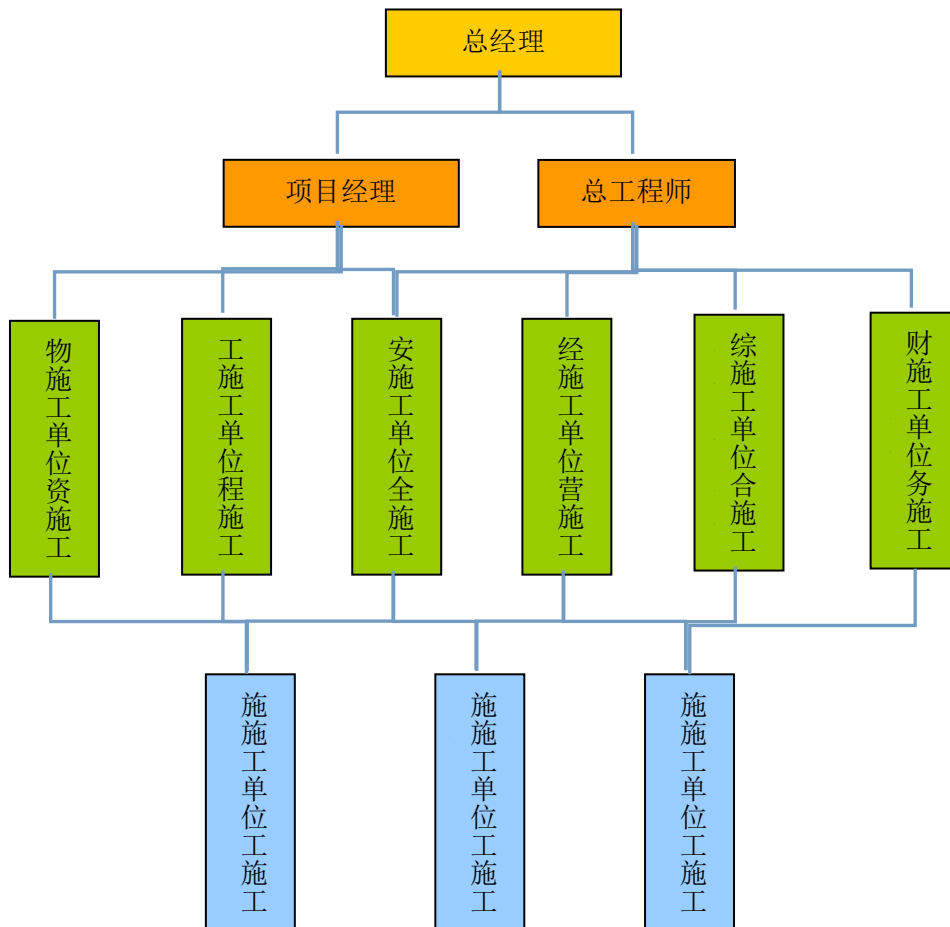 总经理
项目经理
总工程师
物施工单位资施工
工施工单位程施工
安施工单位全施工
经施工单位营施工
综施工单位合施工
财施工单位务施工
施施工单位工施工
施施工单位工施工
施施工单位工施工